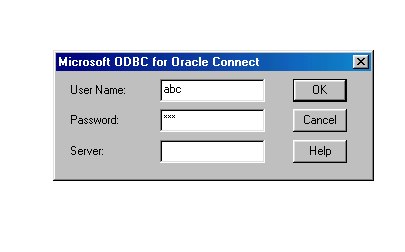 Microsoft ODBC for Oracle Connect
User Name: abc OK
Password: *** Cancel
Server: Help